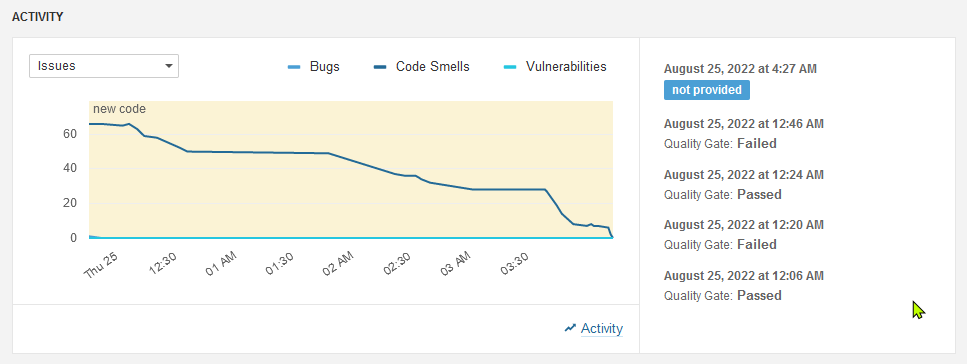 ACTIVITY
Issues
Bugs
Code Smells
Vulnerabilities
new code
60
40
20
0
Thu 25
12:30
01 AM
01:30
02 AM
02:30
03 AM
03:30
Activity
August 25, 2022 at 4:27 AM
not provided
August 25, 2022 at 12:46 AM
Quality Gate: Failed
August 25, 2022 at 12:24 AM
Quality Gate: Passed
August 25, 2022 at 12:20 AM
Quality Gate: Failed
August 25, 2022 at 12:06 AM
Quality Gate: Passed